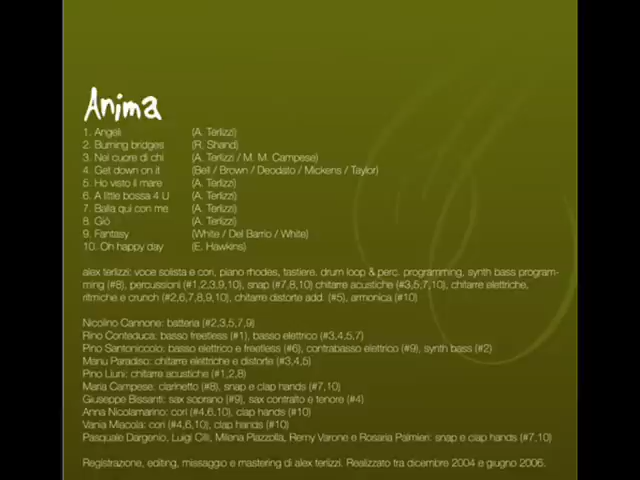 Anima
1. Angeli (A. Terlizzi)
2. Burning bridges (R. Shand)
3. Nel cuore di chi (A. Terlizzi / M. M. Campese)
4. Get down on it (Bell / Brown / Deodato / Mickens / Taylor)
5. Ho visto il mare (A. Terlizzi)
6. A little bossa 4 U (A. Terlizzi)
7. Balla qui con me (A. Terlizzi)
8. Giò (A. Terlizzi)
9. Fantasy (White / Del Barrio / White)
10. Oh happy day (E. Hawkins)
alex terlizzi: voce solista e cori, piano rhodes, tastiere. drum loop & perc. programming, synth bass program-
ming (#8), percussioni (#1,2,3,9,10), snap (#7,8,10) chitarre acustiche (#3,5,7,10), chitarre elettriche,
ritmiche e crunch (#2,6,7,8,9,10), chitarre distorte add. (#5), armonica (#10)
Nicolino Cannone: batteria (#2,3,5,7,9)
Rino Conteduca: basso freetless (#1), basso elettrico (#3,4,5,7)
Pino Santoniccolo: basso elettrico e freetless (#6), contrabasso elettrico (#9), synth bass (#2)
Manu Paradiso: chitarre elettriche e distorte (#3,4,5)
Pino Liuni: chitarre acustiche (#1,2,8)
Maria Campese: clarinetto (#8), snap e clap hands (#7,10)
Giuseppe Bissanti: sax soprano (#9), sax contralto e tenore (#4)
Anna Nicolamarino: cori (#4,6,10), clap hands (#10)
Vania Miacola: cori (#4,6,10), clap hands (#10)
Pasquale Dargenio, Luigi Cilli, Milena Piazzolla, Remy Varone e Rosaria Palmieri: snap e clap hands (#7,10)
Registrazione, editing, missaggio e mastering di alex terlizzi. Realizzato tra dicembre 2004 e giugno 2006.